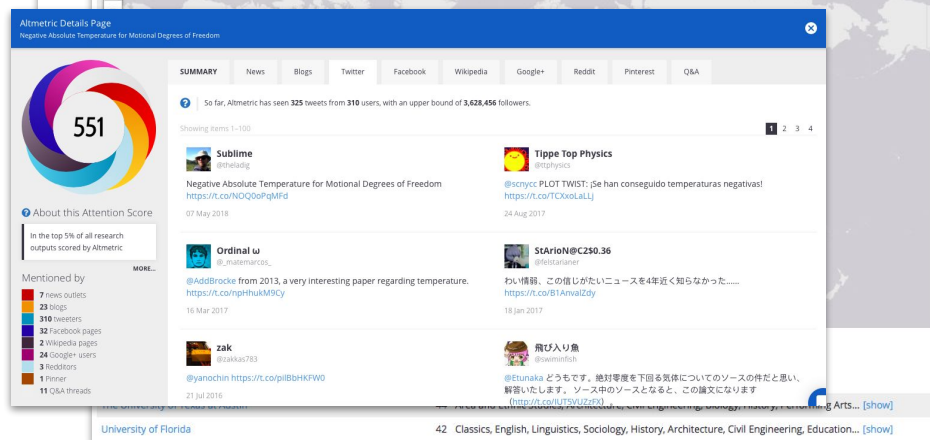 Altmetric Details Page
Negative Absolute Temperature for Motional Degrees of Freedom
551
About this Attention Score
In the top 5% of all research
outputs scored by Altmetric
MORE...
Mentioned by
7 news outlets
23 blogs
310 tweeters
32 Facebook pages
2 Wikipedia pages
24 Google+ users
3 Redditors
1 Pinner
11 Q&A threads
SUMMARY News Blogs Twitter Facebook Wikipedia Google+ Reddit Pinterest Q&A
So far, Altmetric has seen 325 tweets from 310 users, with an upper bound of 3,628,456 followers.
Showing items 1–100
1 2 3 4
Sublime
@theladig
Negative Absolute Temperature for Motional Degrees of Freedom
https://t.co/NOQ0oPqMFd
07 May 2018
Tippe Top Physics
@ttphysics
@scnycc PLOT TWIST: ¡Se han conseguido temperaturas negativas!
https://t.co/TCXxoLaLLj
24 Aug 2017
Ordinal ω
@_matemarcos_
@AddBrocke from 2013, a very interesting paper regarding temperature.
https://t.co/npHhukM9Cy
16 Mar 2017
StArioN@C2$0.36
@felstarianer
わい情弱、この信じがたいニュースを4年近く知らなかった……
https://t.co/B1AnvalZdy
18 Jan 2017
zak
@zakkas783
@yanochin https://t.co/pilBbHKFW0
21 Jul 2016
飛び入り魚
@swiminfish
@Etunaka どうもです。絶対零度を下回る気体についてのソースの件だと思い、
解答いたします。 ソース中のソースとなると、この論文になります
(http://t.co/IUT5VUZzFX) 。
The University of Texas at Austin 44 Area and Ethnic Studies, Architecture, Civil Engineering, Biology, History, Performing Arts... [show]
University of Florida 42 Classics, English, Linguistics, Sociology, History, Architecture, Civil Engineering, Education... [show]